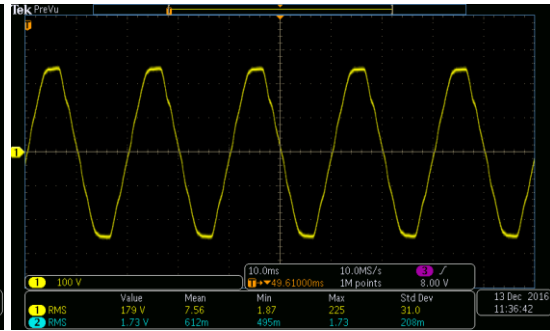 Tek PreVu
T
1
1 100 V
10.0ms 10.0MS/s 3
T→▼49.61000ms 1M points 8.00 V
Value Mean Min Max Std Dev
1 RMS 179 V 7.56 1.87 225 31.0
2 RMS 1.73 V 612m 495m 1.73 208m
13 Dec 2016
11:36:42